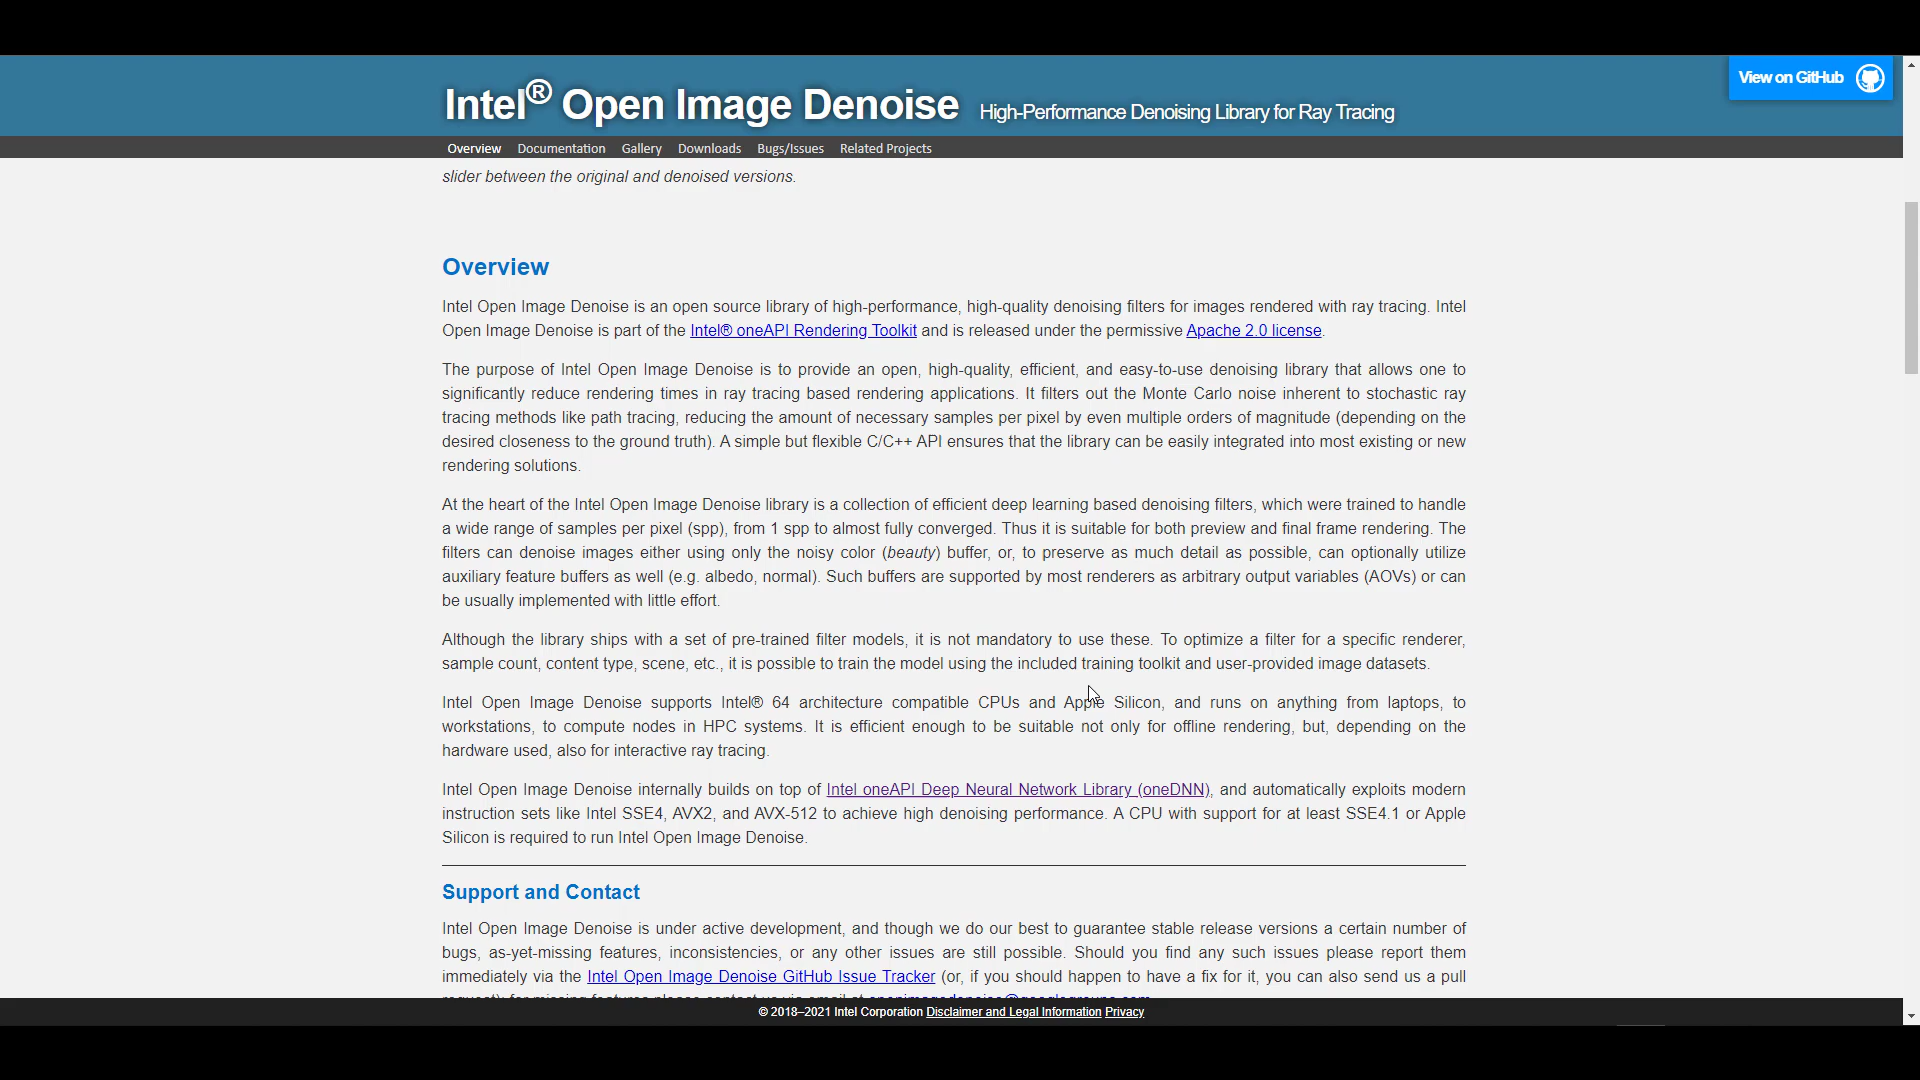 Intel® Open Image Denoise High-Performance Denoising Library for Ray Tracing
View on GitHub
Overview Documentation Gallery Downloads Bugs/Issues Related Projects
slider between the original and denoised versions.
Overview
Intel Open Image Denoise is an open source library of high-performance, high-quality denoising filters for images rendered with ray tracing. Intel
Open Image Denoise is part of the Intel® oneAPI Rendering Toolkit and is released under the permissive Apache 2.0 license.
The purpose of Intel Open Image Denoise is to provide an open, high-quality, efficient, and easy-to-use denoising library that allows one to
significantly reduce rendering times in ray tracing based rendering applications. It filters out the Monte Carlo noise inherent to stochastic ray
tracing methods like path tracing, reducing the amount of necessary samples per pixel by even multiple orders of magnitude (depending on the
desired closeness to the ground truth). A simple but flexible C/C++ API ensures that the library can be easily integrated into most existing or new
rendering solutions.
At the heart of the Intel Open Image Denoise library is a collection of efficient deep learning based denoising filters, which were trained to handle
a wide range of samples per pixel (spp), from 1 spp to almost fully converged. Thus it is suitable for both preview and final frame rendering. The
filters can denoise images either using only the noisy color (beauty) buffer, or, to preserve as much detail as possible, can optionally utilize
auxiliary feature buffers as well (e.g. albedo, normal). Such buffers are supported by most renderers as arbitrary output variables (AOVs) or can
be usually implemented with little effort.
Although the library ships with a set of pre-trained filter models, it is not mandatory to use these. To optimize a filter for a specific renderer,
sample count, content type, scene, etc., it is possible to train the model using the included training toolkit and user-provided image datasets.
Intel Open Image Denoise supports Intel® 64 architecture compatible CPUs and Apple Silicon, and runs on anything from laptops, to
workstations, to compute nodes in HPC systems. It is efficient enough to be suitable not only for offline rendering, but, depending on the
hardware used, also for interactive ray tracing.
Intel Open Image Denoise internally builds on top of Intel oneAPI Deep Neural Network Library (oneDNN), and automatically exploits modern
instruction sets like Intel SSE4, AVX2, and AVX-512 to achieve high denoising performance. A CPU with support for at least SSE4.1 or Apple
Silicon is required to run Intel Open Image Denoise.
Support and Contact
Intel Open Image Denoise is under active development, and though we do our best to guarantee stable release versions a certain number of
bugs, as-yet-missing features, inconsistencies, or any other issues are still possible. Should you find any such issues please report them
immediately via the Intel Open Image Denoise GitHub Issue Tracker (or, if you should happen to have a fix for it, you can also send us a pull
request); for missing features please contact us via email at openimagedenoise@googlegroups.com.
© 2018–2021 Intel Corporation Disclaimer and Legal Information Privacy